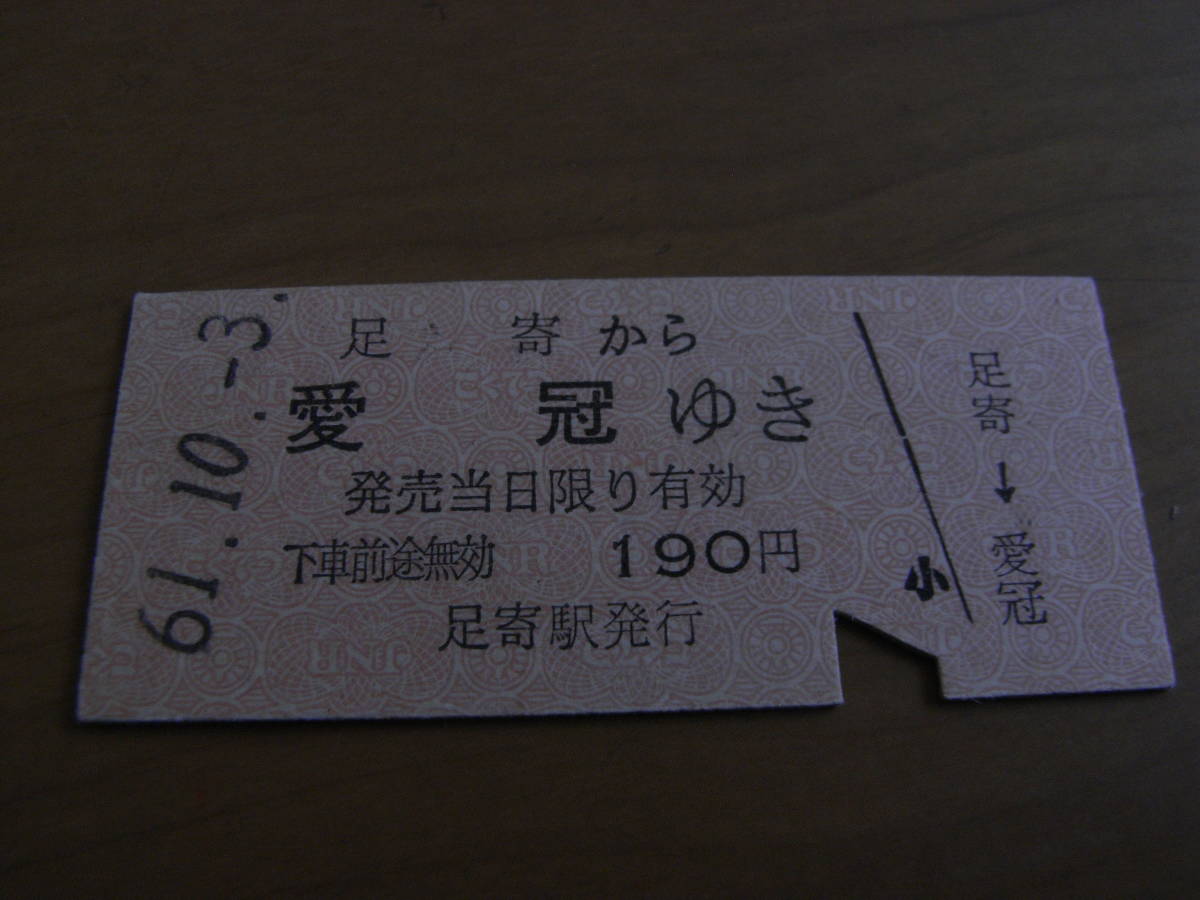 61.10.-3.
足寄から
愛冠ゆき
発売当日限り有効
下車前途無効 190円
足寄駅発行
小
足寄→愛冠